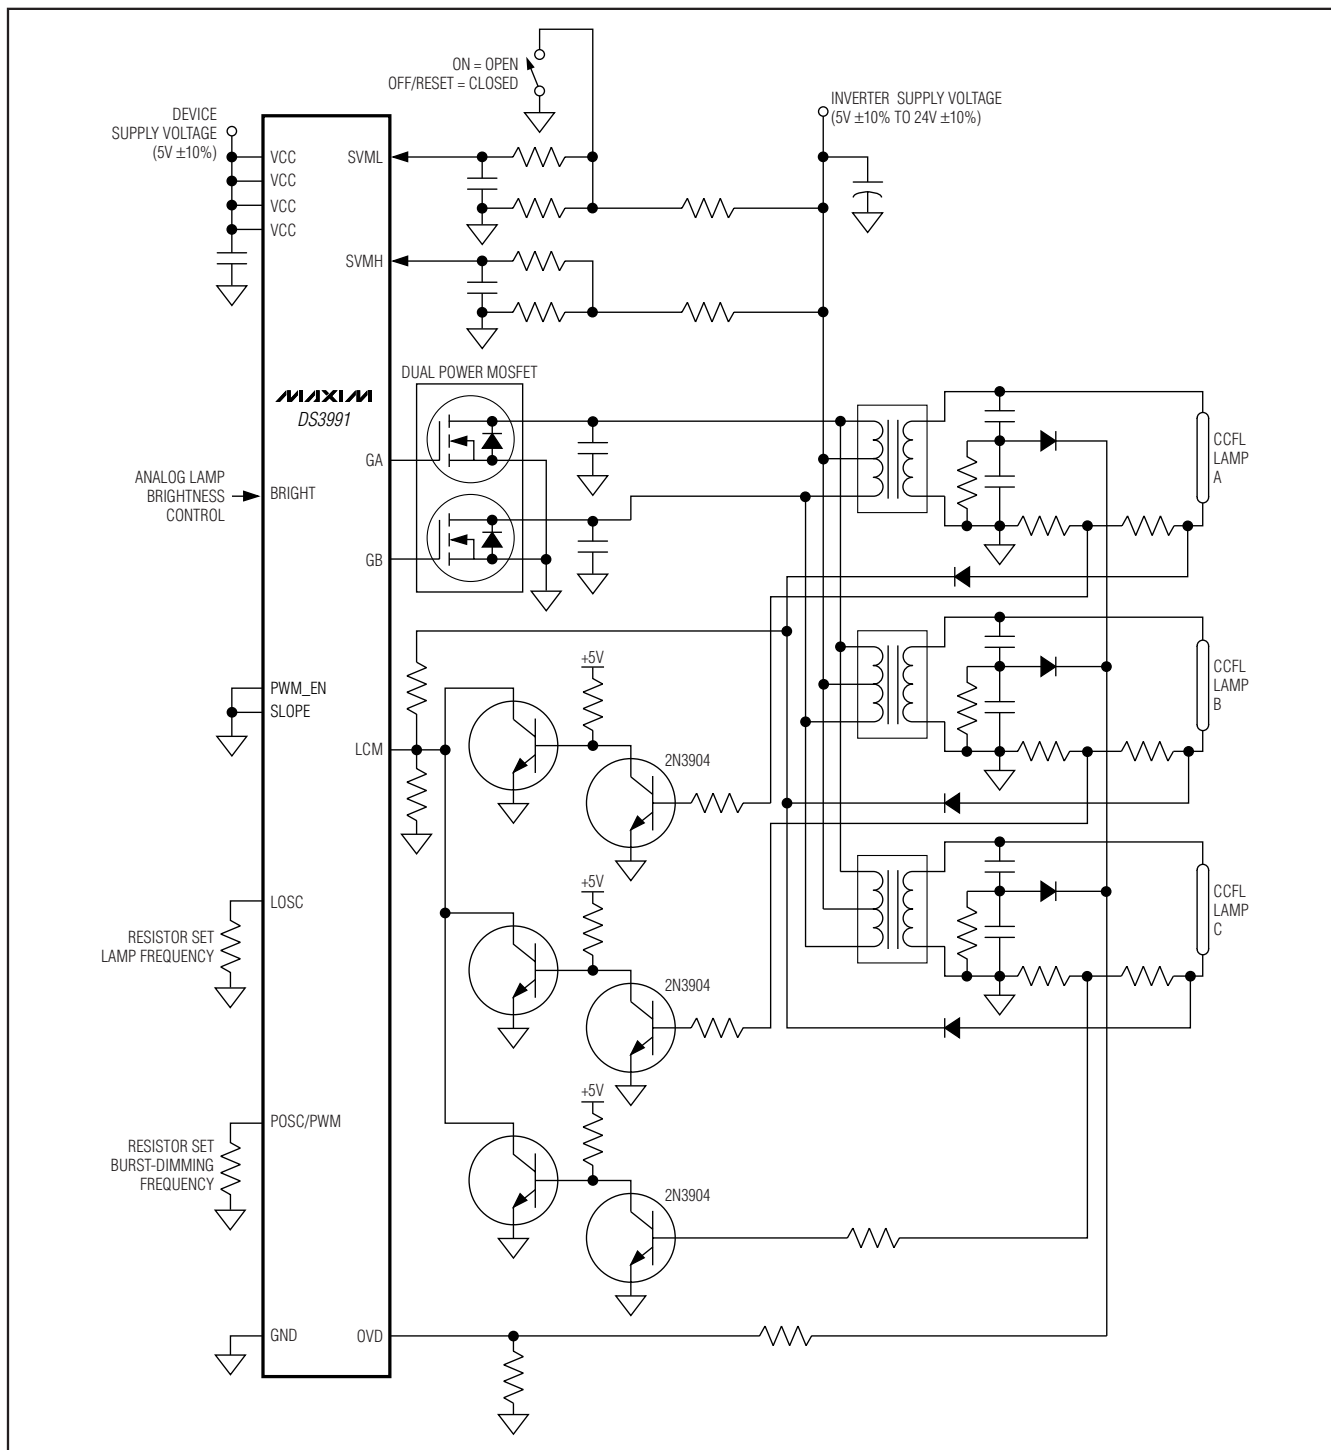 ON = OPEN
OFF/RESET = CLOSED
DEVICE
SUPPLY VOLTAGE
(5V ±10%)
INVERTER SUPPLY VOLTAGE
(5V ±10% TO 24V ±10%)
VCC
VCC
VCC
VCC
SVML
SVMH
DUAL POWER MOSFET
MAXIM
DS3991
GA
GB
ANALOG LAMP
BRIGHTNESS
CONTROL
BRIGHT
CCFL
LAMP
A
PWM_EN
SLOPE
LCM
+5V
2N3904
CCFL
LAMP
B
LOSC
RESISTOR SET
LAMP FREQUENCY
+5V
2N3904
CCFL
LAMP
C
POSC/PWM
RESISTOR SET
BURST-DIMMING
FREQUENCY
+5V
2N3904
GND
OVD